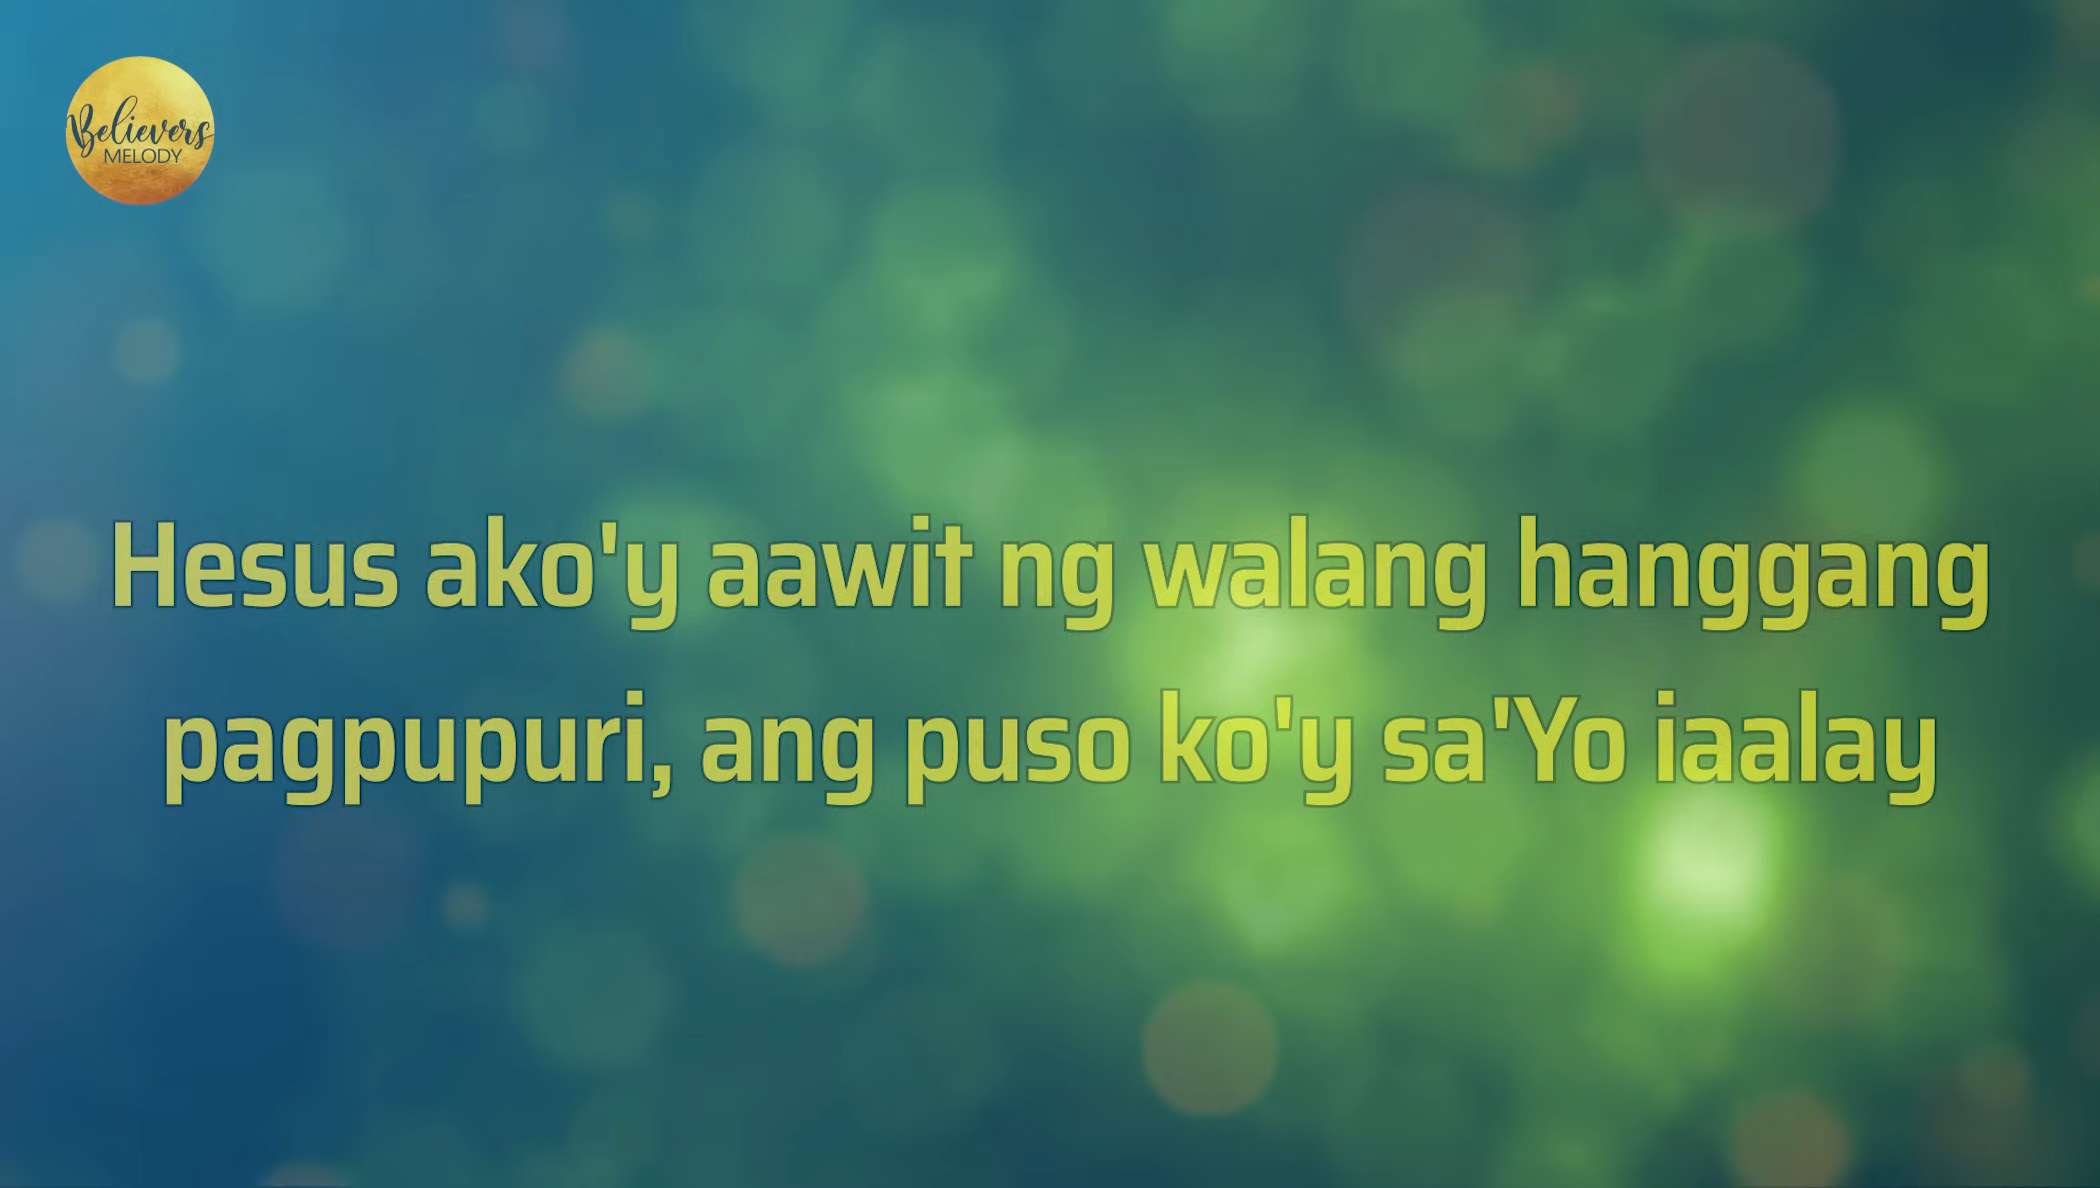 Believers
MELODY
Hesus ako'y aawit ng walang hanggang
pagpupuri, ang puso ko'y sa'Yo iaalay